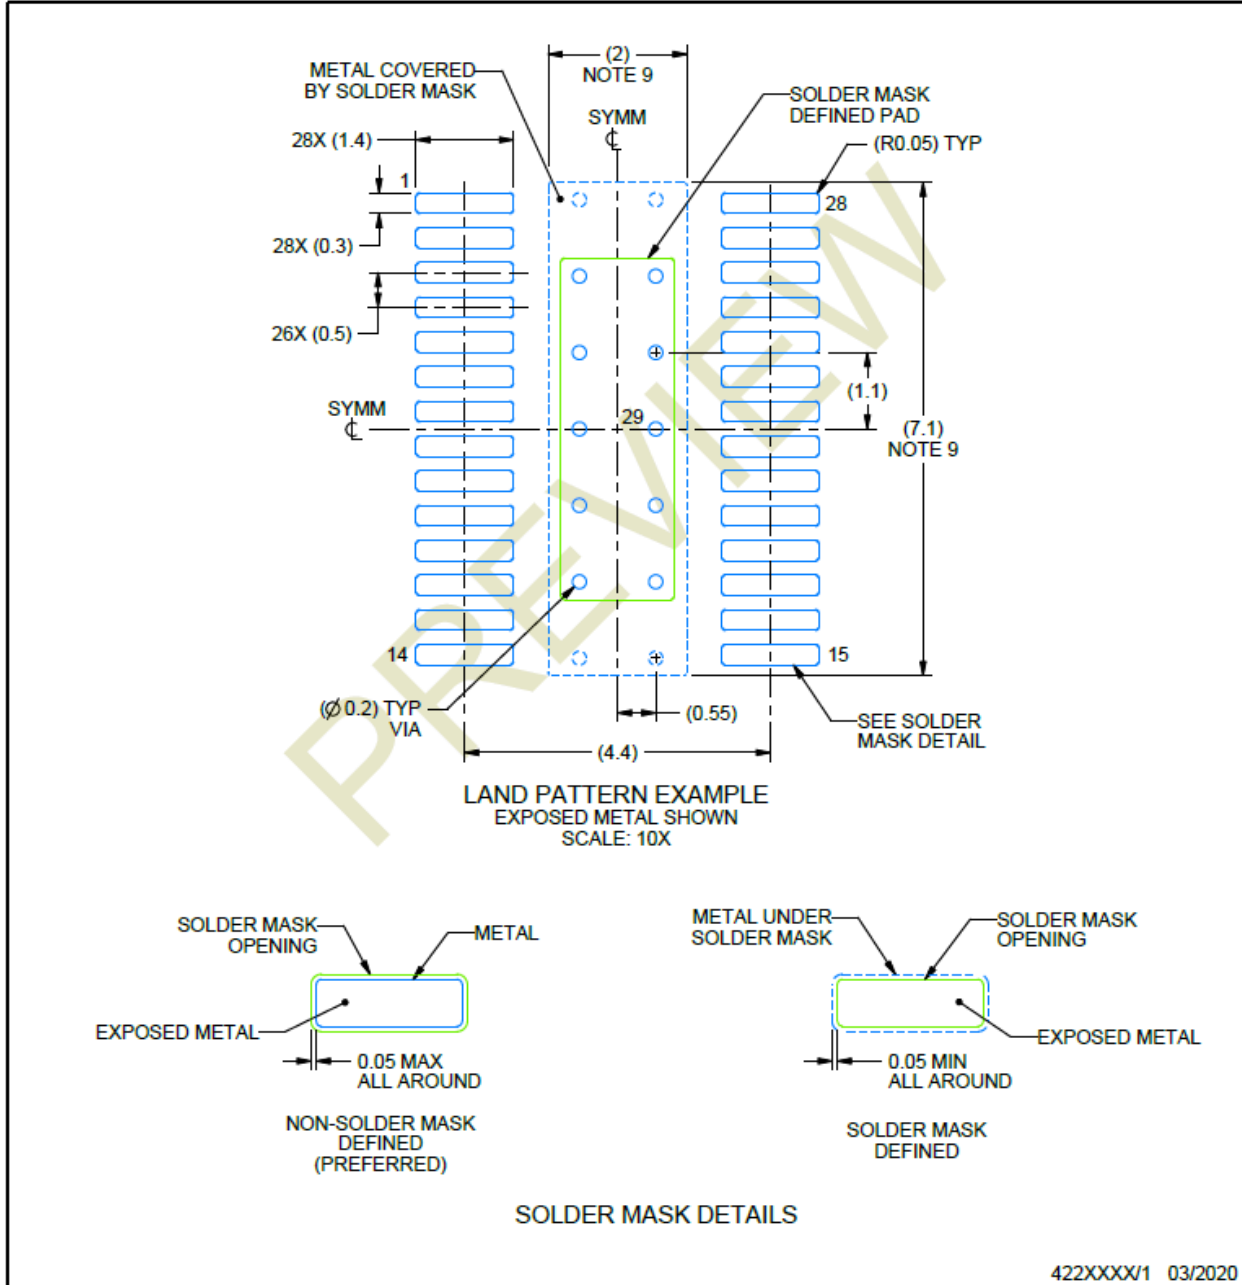 (2)
NOTE 9
METAL COVERED
BY SOLDER MASK
SOLDER MASK
DEFINED PAD
SYMM
℄
28X (1.4)
(R0.05) TYP
1
28
28X (0.3)
26X (0.5)
(1.1)
SYMM
℄
29
(7.1)
NOTE 9
14
15
(Ø 0.2) TYP
VIA
(0.55)
SEE SOLDER
MASK DETAIL
(4.4)
PREVIEW
LAND PATTERN EXAMPLE
EXPOSED METAL SHOWN
SCALE: 10X
SOLDER MASK
OPENING
METAL
EXPOSED METAL
0.05 MAX
ALL AROUND
NON-SOLDER MASK
DEFINED
(PREFERRED)
METAL UNDER
SOLDER MASK
SOLDER MASK
OPENING
EXPOSED METAL
0.05 MIN
ALL AROUND
SOLDER MASK
DEFINED
SOLDER MASK DETAILS
422XXXX/1 03/2020